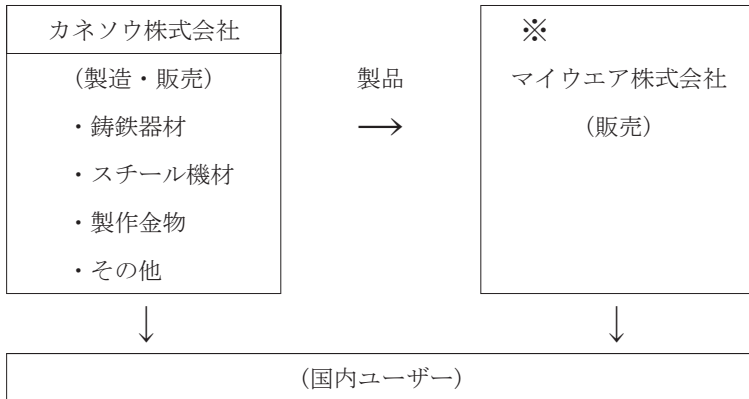 カネソウ株式会社
(製造・販売)
・鋳鉄器材
・スチール機材
・製作金物
・その他
製品
→
※
マイウエア株式会社
(販売)
↓
↓
(国内ユーザー)